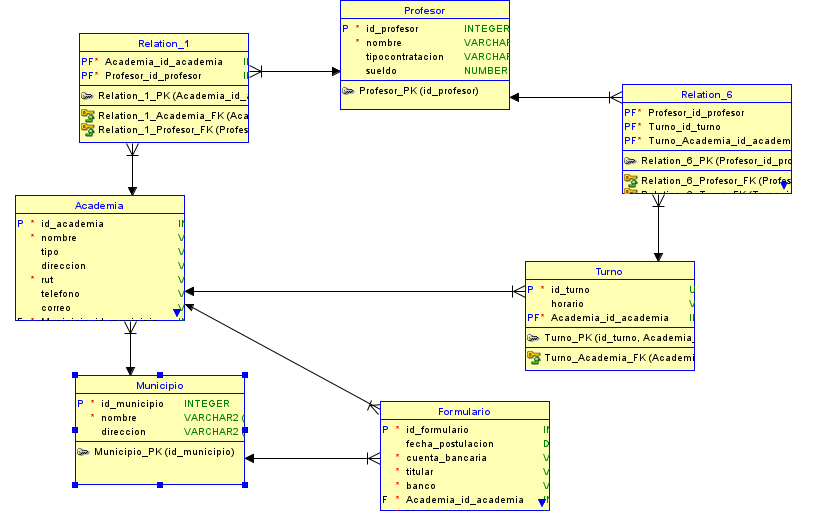 Profesor
P * id_profesor INTEGER
* nombre VARCHAR
tipocontratacion VARCHAR
sueldo NUMBER
Profesor_PK (id_profesor)
Relation_1
PF* Academia_id_academia
PF* Profesor_id_profesor
Relation_1_PK (Academia_id_a
Relation_1_Academia_FK (Aca
Relation_1_Profesor_FK (Profes
Relation_6
PF* Profesor_id_profesor
PF* Turno_id_turno
PF* Turno_Academia_id_academ
Relation_6_PK (Profesor_id_pro
Relation_6_Profesor_FK (Profes
Academia
P * id_academia
* nombre V
tipo V
direccion V
* rut V
telefono V
correo V
Turno
P * id_turno
horario V
PF* Academia_id_academia
Turno_PK (id_turno, Academia_
Turno_Academia_FK (Academi
Municipio
P * id_municipio INTEGER
* nombre VARCHAR2 (
direccion VARCHAR2 (
Municipio_PK (id_municipio)
Formulario
P * id_formulario
fecha_postulacion D
* cuenta_bancaria V
* titular V
* banco V
F * Academia_id_academia